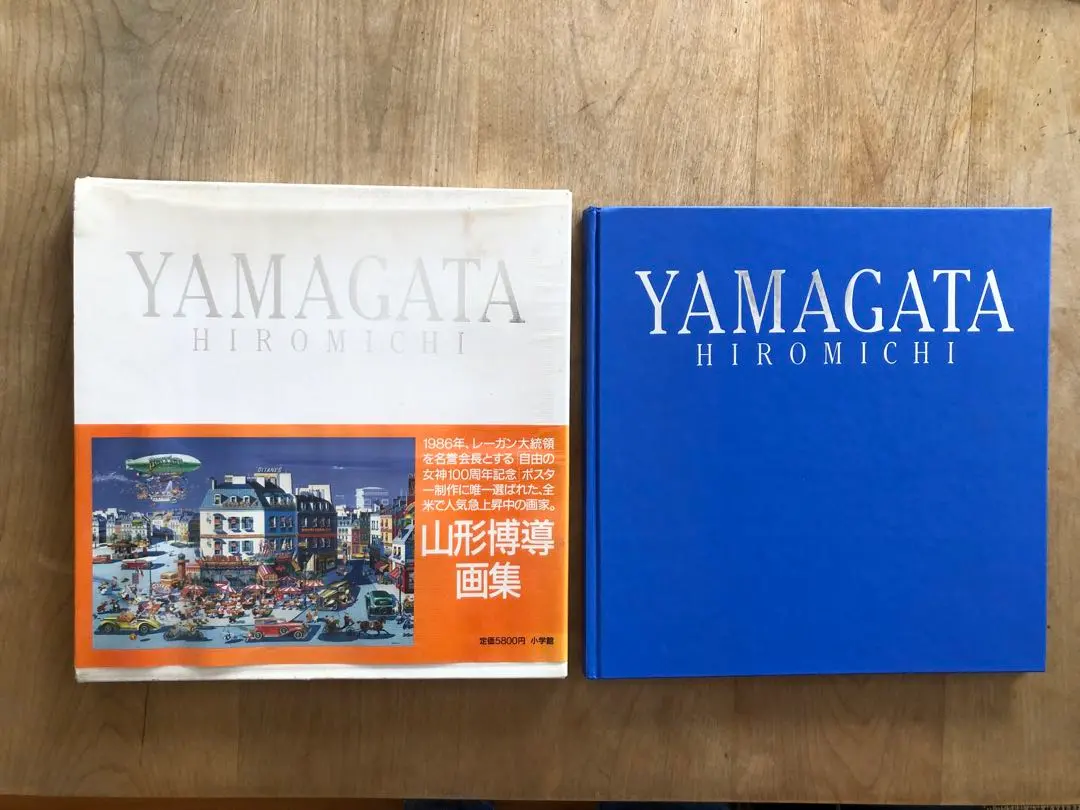 YAMAGATA
HIROMICHI
1986年、レーガン大統領
を名誉会長とする「自由の
女神100周年記念」ポスタ
ー制作に唯一選ばれた、全
米で人気急上昇中の画家。
山形博導
画集
定価5800円 小学館
YAMAGATA
HIROMICHI